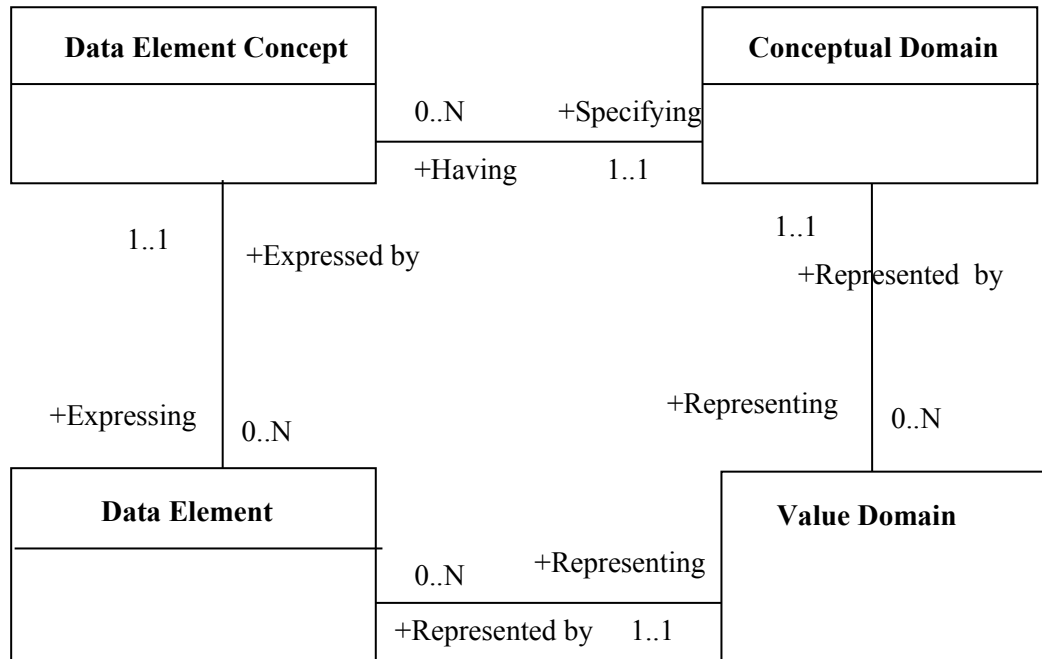 Data Element Concept
Conceptual Domain
0..N
+Specifying
+Having
1..1
1..1
+Expressed by
1..1
+Represented by
+Expressing
0..N
+Representing
0..N
Data Element
Value Domain
0..N
+Representing
+Represented by
1..1